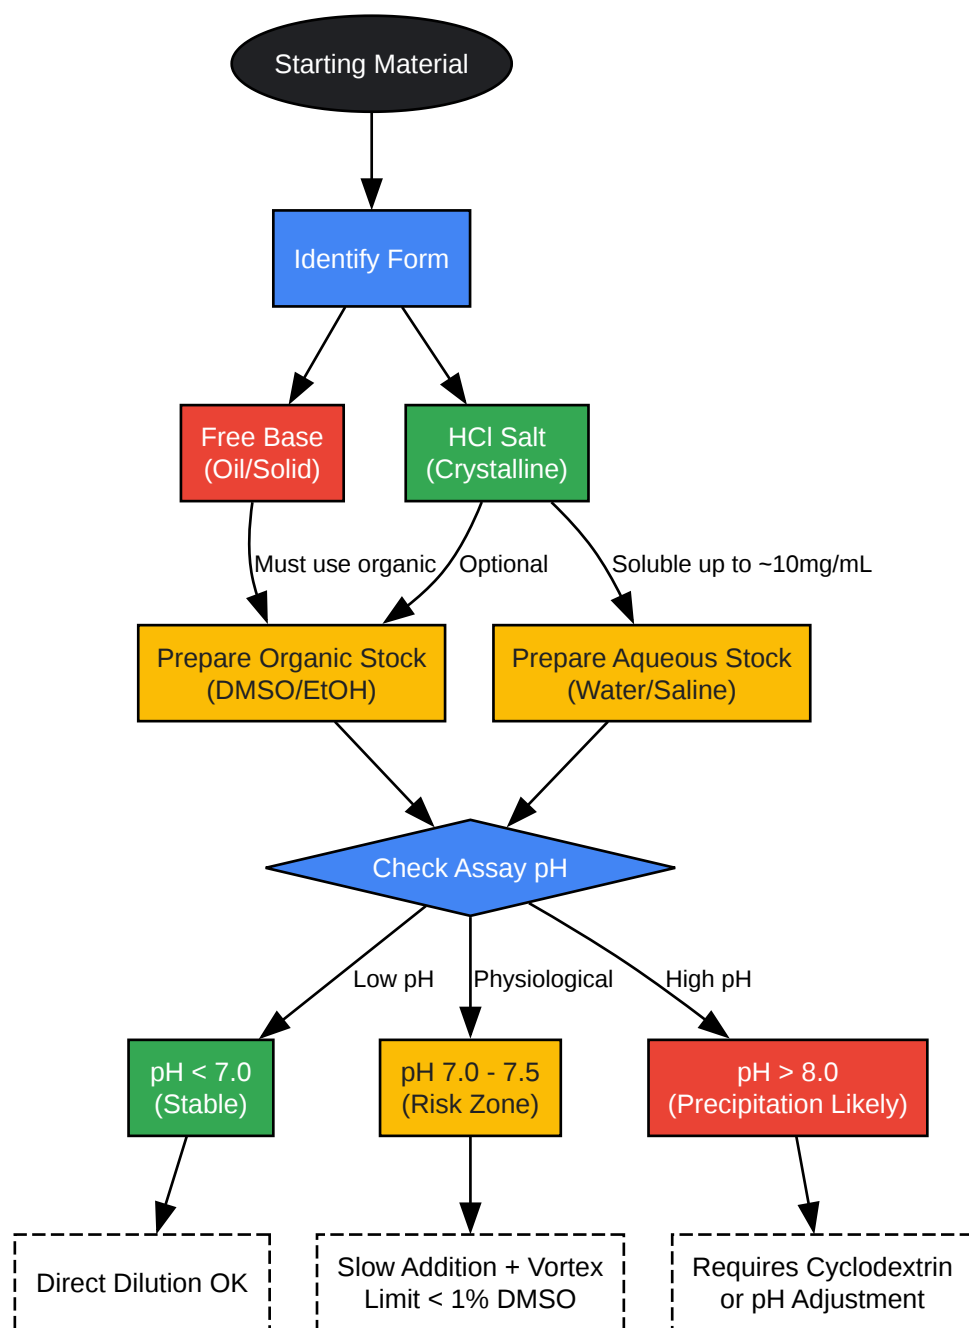 Starting Material
Identify Form
Free Base
(Oil/Solid)
HCl Salt
(Crystalline)
Must use organic
Optional
Soluble up to ~10mg/mL
Prepare Organic Stock
(DMSO/EtOH)
Prepare Aqueous Stock
(Water/Saline)
Check Assay pH
Low pH
Physiological
High pH
pH < 7.0
(Stable)
pH 7.0 - 7.5
(Risk Zone)
pH > 8.0
(Precipitation Likely)
Direct Dilution OK
Slow Addition + Vortex
Limit < 1% DMSO
Requires Cyclodextrin
or pH Adjustment